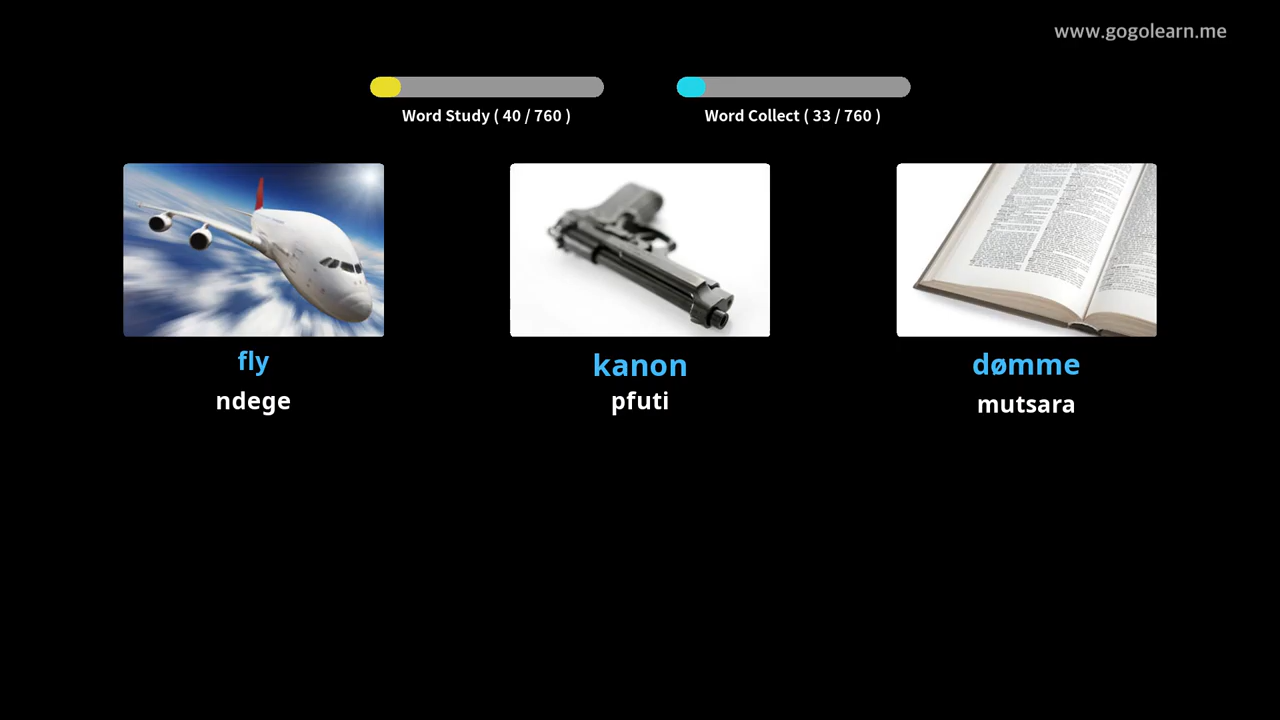 www.gogolearn.me
Word Study ( 40 / 760 )
Word Collect ( 33 / 760 )
fly
kanon
dømme
ndege
pfuti
mutsara